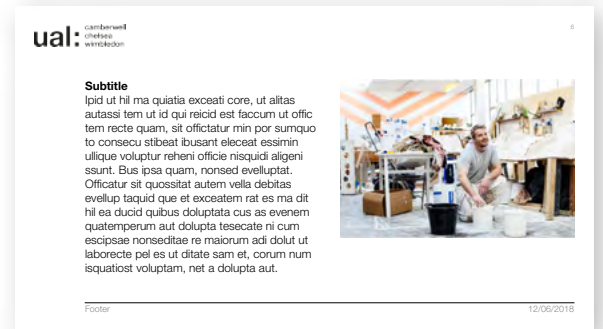 ual:
camberwell
chelsea
wimbledon
6
Subtitle
Ipid ut hil ma quiatia exceati core, ut alitas
autassi tem ut id qui reicid est faccum ut offic
tem recte quam, sit offictatur min por sumquo
to consecu stibeat ibusant eleceat essimin
ullique voluptur reheni officie nisquidi aligeni
ssunt. Bus ipsa quam, nonsed evelluptat.
Officatur sit quossitat autem vella debitas
evellup taquid que et exceatem rat es ma dit
hil ea ducid quibus doluptata cus as evenem
quatemperum aut dolupta tesecate ni cum
escipsae nonseditae re maiorum adi dolut ut
laborecte pel es ut ditate sam et, corum num
isquatiost voluptam, net a dolupta aut.
Footer
12/06/2018